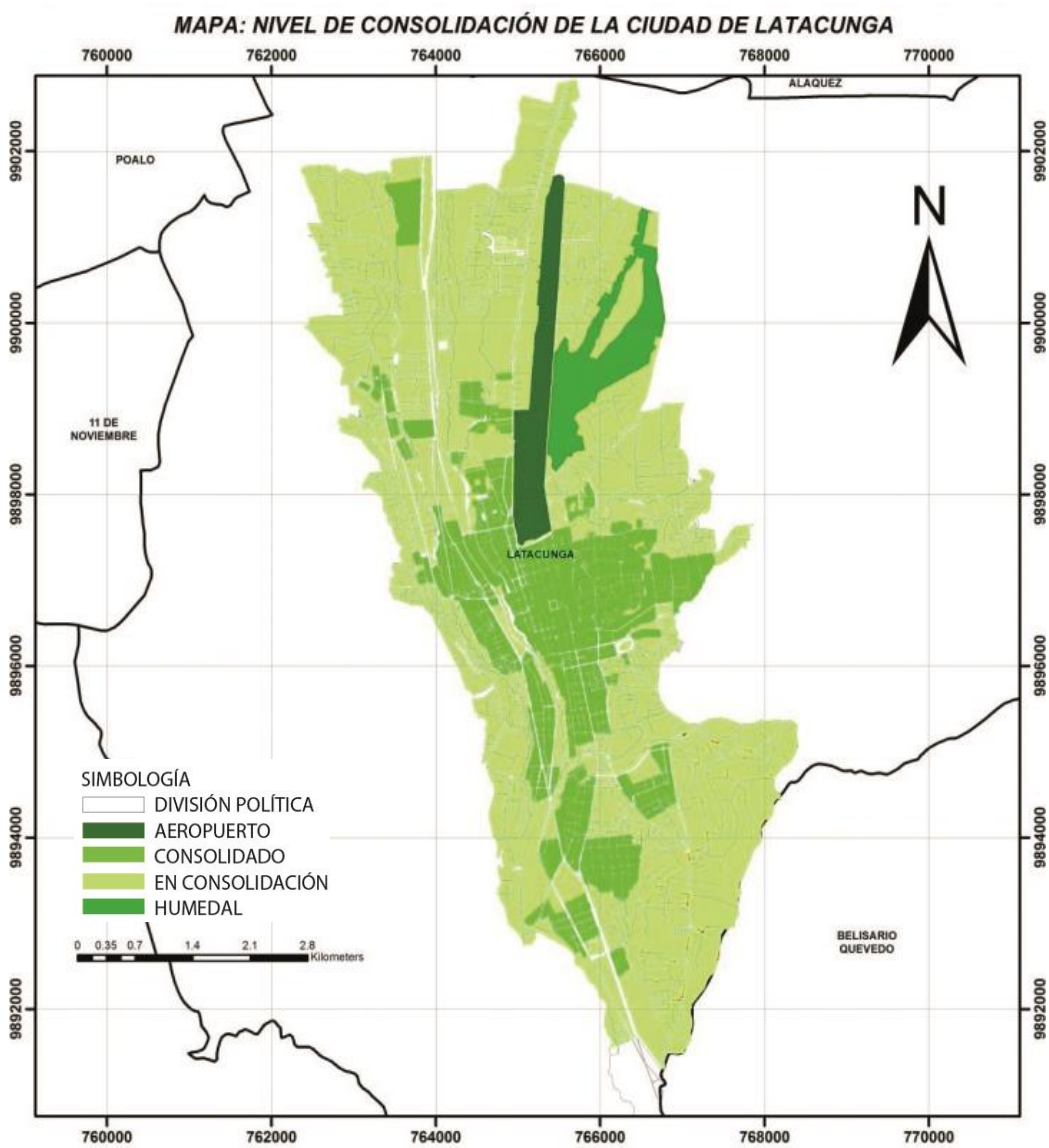 MAPA: NIVEL DE CONSOLIDACIÓN DE LA CIUDAD DE LATACUNGA
760000 762000 764000 766000 768000 770000
ALAQUEZ
9902000 9902000
POALO
N
9900000 9900000
11 DE
NOVIEMBRE
9898000 9898000
LATACUNGA
9896000 9896000
SIMBOLOGÍA
DIVISIÓN POLÍTICA
AEROPUERTO
CONSOLIDADO
EN CONSOLIDACIÓN
HUMEDAL
9894000 9894000
BELISARIO
QUEVEDO
0 0.35 0.7 1.4 2.1 2.8
Kilometers
9892000 9892000
760000 762000 764000 766000 768000 770000